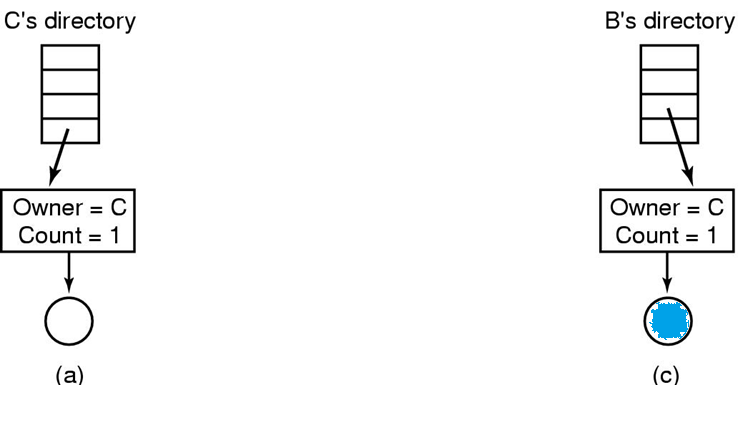 C's directory
B's directory
Owner = C
Count = 1
Owner = C
Count = 1
(a)
(c)